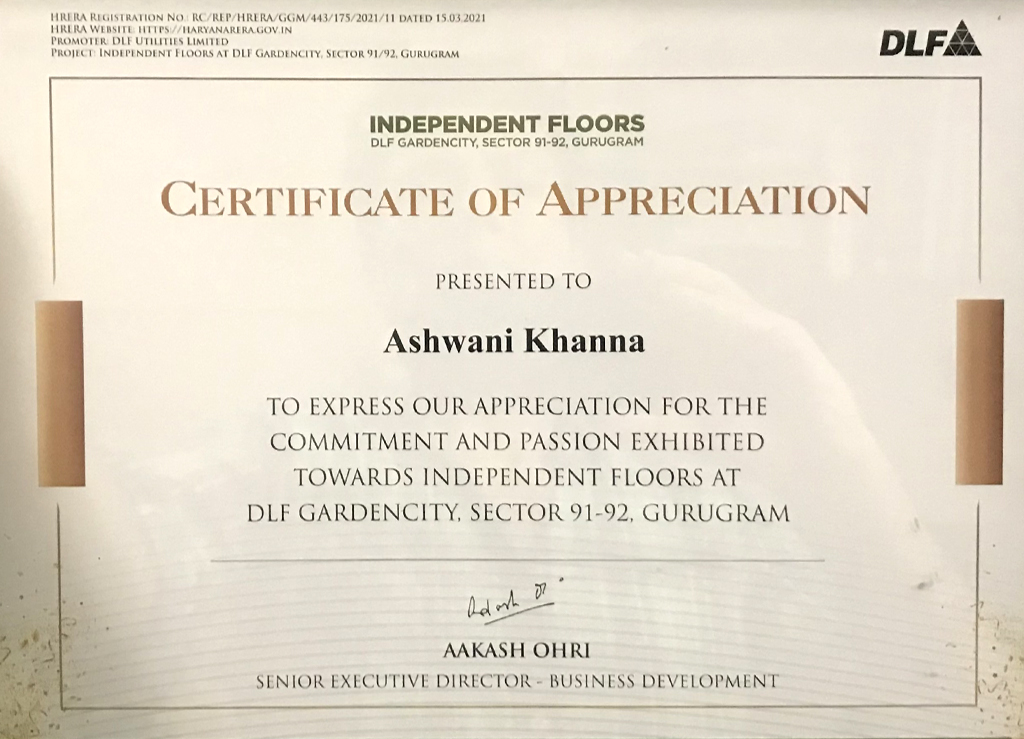 HRERA REGISTRATION NO.: RC/REP/HRERA/GGM/443/175/2021/11 DATED 15.03.2021
HRERA WEBSITE: HTTPS://HARYANARERA.GOV.IN
PROMOTER: DLF UTILITIES LIMITED
PROJECT: INDEPENDENT FLOORS AT DLF GARDENCITY, SECTOR 91/92, GURUGRAM
DLF
INDEPENDENT FLOORS
DLF GARDENCITY, SECTOR 91-92, GURUGRAM
CERTIFICATE OF APPRECIATION
PRESENTED TO
Ashwani Khanna
TO EXPRESS OUR APPRECIATION FOR THE
COMMITMENT AND PASSION EXHIBITED
TOWARDS INDEPENDENT FLOORS AT
DLF GARDENCITY, SECTOR 91-92, GURUGRAM
AAKASH OHRI
SENIOR EXECUTIVE DIRECTOR - BUSINESS DEVELOPMENT